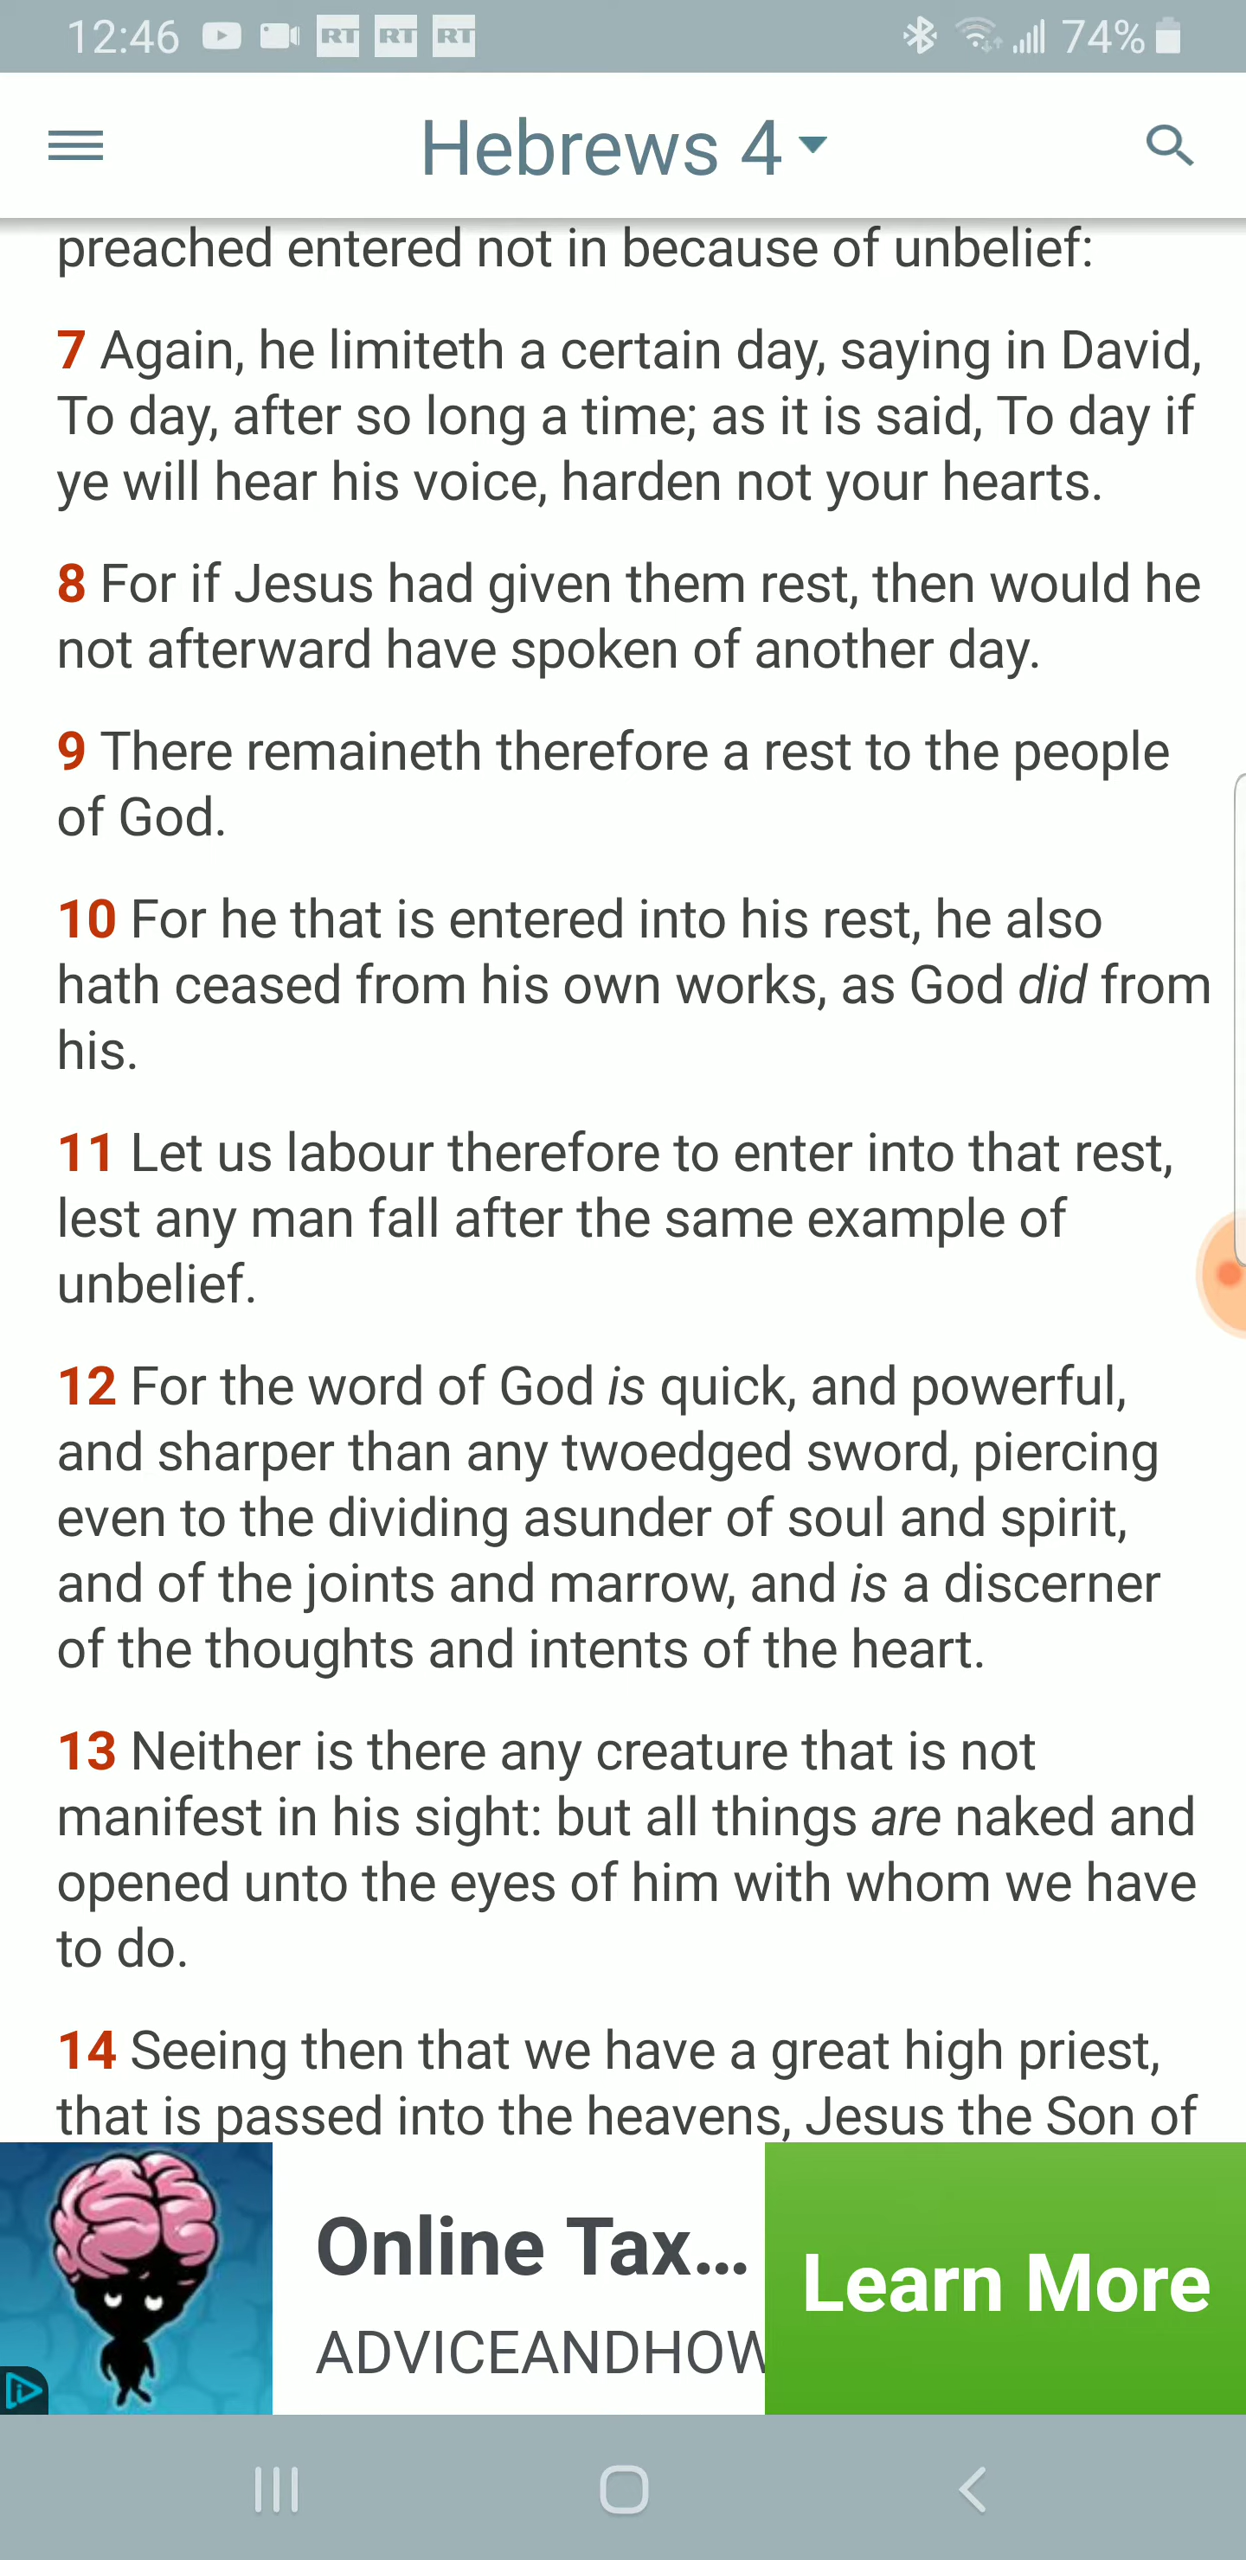 12:46 RT RT RT 74%
Hebrews 4
preached entered not in because of unbelief:
7 Again, he limiteth a certain day, saying in David,
To day, after so long a time; as it is said, To day if
ye will hear his voice, harden not your hearts.
8 For if Jesus had given them rest, then would he
not afterward have spoken of another day.
9 There remaineth therefore a rest to the people
of God.
10 For he that is entered into his rest, he also
hath ceased from his own works, as God did from
his.
11 Let us labour therefore to enter into that rest,
lest any man fall after the same example of
unbelief.
12 For the word of God is quick, and powerful,
and sharper than any twoedged sword, piercing
even to the dividing asunder of soul and spirit,
and of the joints and marrow, and is a discerner
of the thoughts and intents of the heart.
13 Neither is there any creature that is not
manifest in his sight: but all things are naked and
opened unto the eyes of him with whom we have
to do.
14 Seeing then that we have a great high priest,
that is passed into the heavens, Jesus the Son of
Online Tax...
ADVICEANDHOW
Learn More